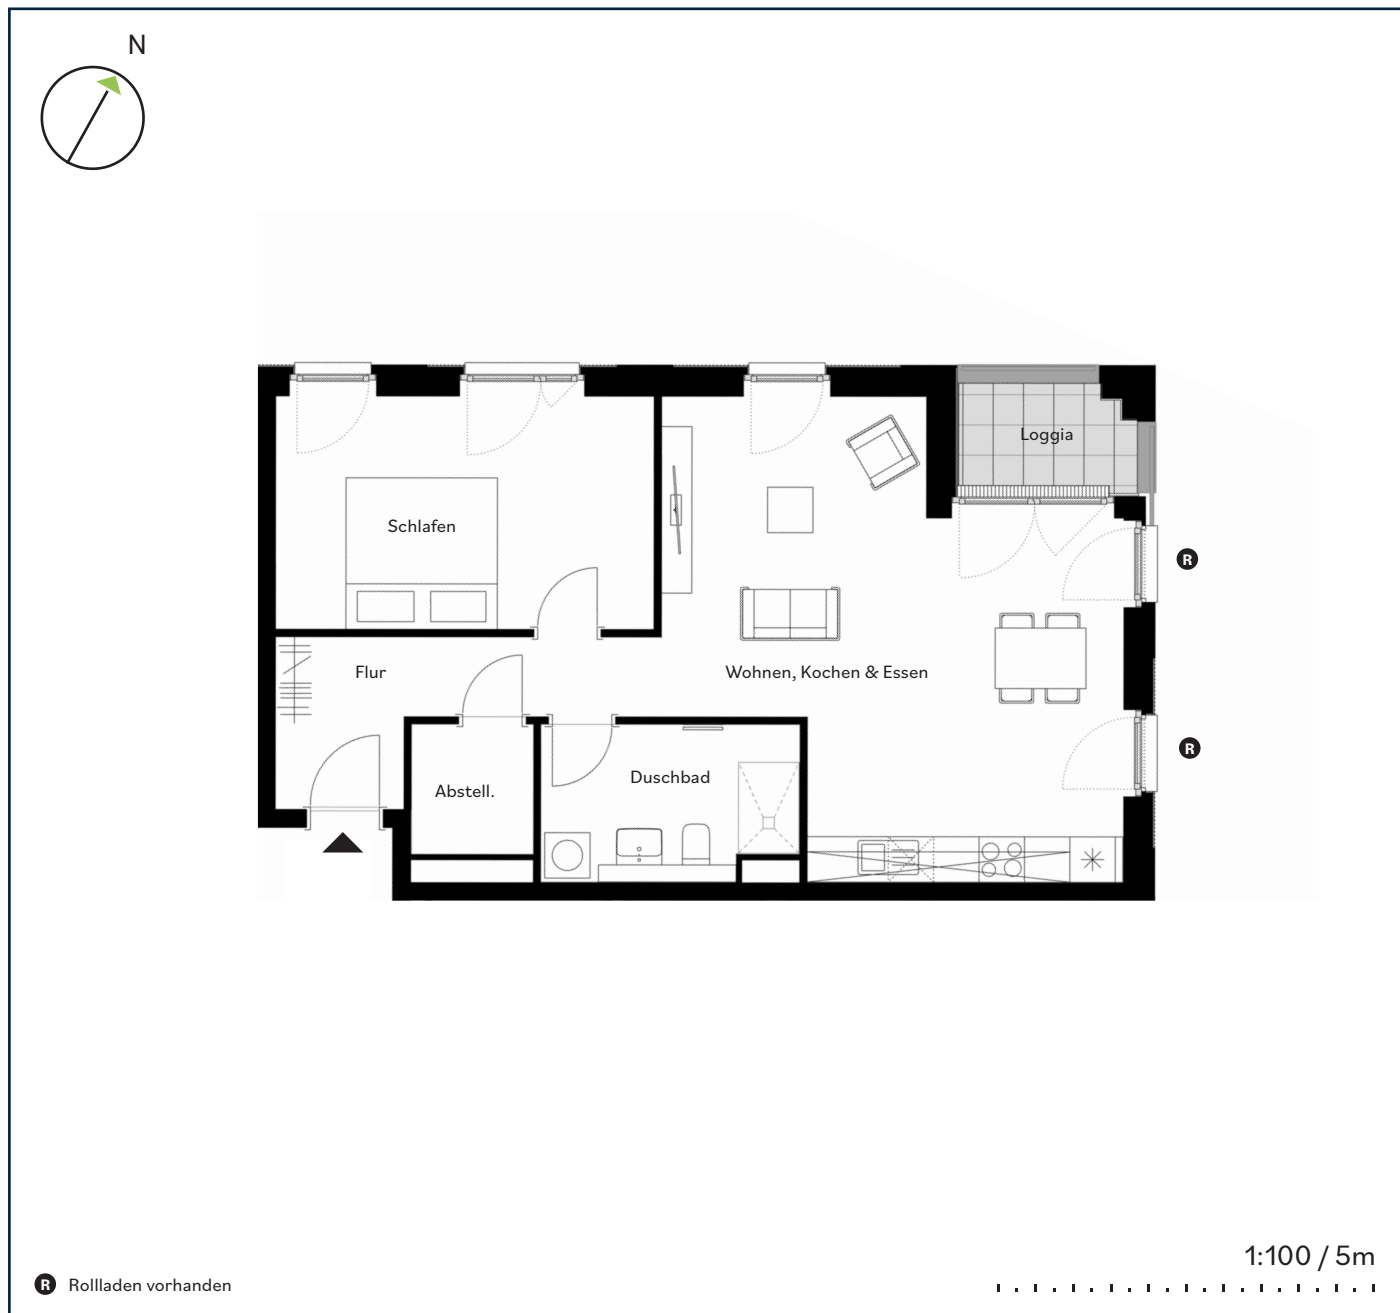 N
Loggia
Schlafen
R
Flur
Wohnen, Kochen & Essen
R
Duschbad
Abstell.
1:100 / 5m
R Rollladen vorhanden